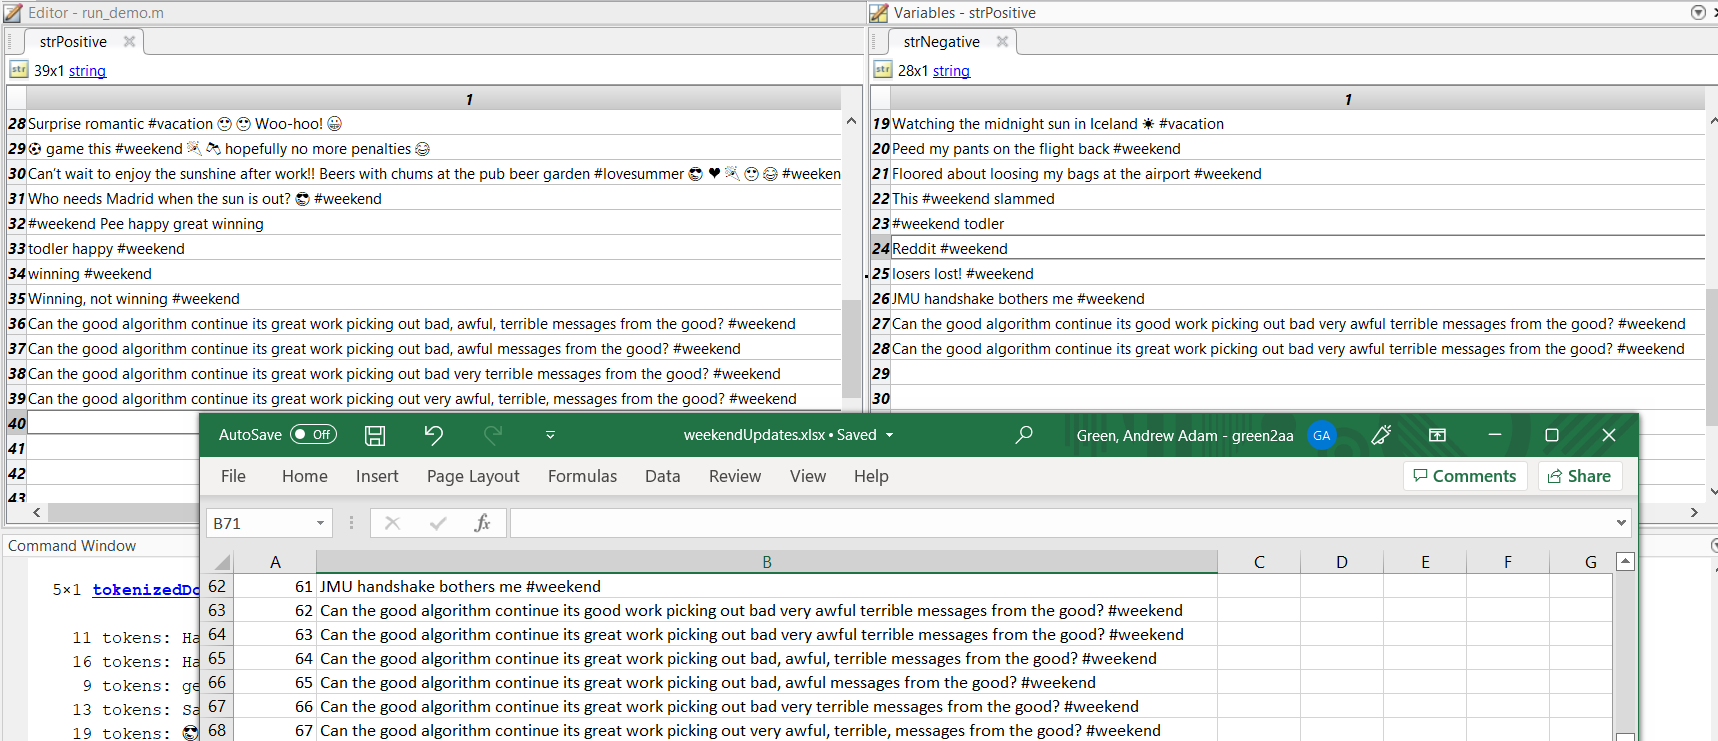 Editor - run_demo.m
strPositive
39x1 string
1
28 Surprise romantic #vacation 🙂 🙂 Woo-hoo! 😀
29 ⚽ game this #weekend 🎉 🎮 hopefully no more penalties 😂
30 Can't wait to enjoy the sunshine after work!! Beers with chums at the pub beer garden #lovesummer 😎 ❤ 🎉 🙂 😂 #weeken
31 Who needs Madrid when the sun is out? 😎 #weekend
32 #weekend Pee happy great winning
33 todler happy #weekend
34 winning #weekend
35 Winning, not winning #weekend
36 Can the good algorithm continue its great work picking out bad, awful, terrible messages from the good? #weekend
37 Can the good algorithm continue its great work picking out bad, awful messages from the good? #weekend
38 Can the good algorithm continue its great work picking out bad very terrible messages from the good? #weekend
39 Can the good algorithm continue its great work picking out very awful, terrible, messages from the good? #weekend
40
41
42
43
Variables - strPositive
strNegative
str 28x1 string
1
19 Watching the midnight sun in Iceland ☀ #vacation
20 Peed my pants on the flight back #weekend
21 Floored about loosing my bags at the airport #weekend
22 This #weekend slammed
23 #weekend todler
24 Reddit #weekend
25 losers lost! #weekend
26 JMU handshake bothers me #weekend
27 Can the good algorithm continue its good work picking out bad very awful terrible messages from the good? #weekend
28 Can the good algorithm continue its great work picking out bad very awful terrible messages from the good? #weekend
29
30
Command Window
5×1 tokenizedDo
11 tokens: Ha
16 tokens: Ha
9 tokens: ge
13 tokens: Sa
19 tokens: 😎
AutoSave Off weekendUpdates.xlsx • Saved Green, Andrew Adam - green2aa GA
File Home Insert Page Layout Formulas Data Review View Help Comments Share
B71 fx
A B C D E F G
62 61 JMU handshake bothers me #weekend
63 62 Can the good algorithm continue its good work picking out bad very awful terrible messages from the good? #weekend
64 63 Can the good algorithm continue its great work picking out bad very awful terrible messages from the good? #weekend
65 64 Can the good algorithm continue its great work picking out bad, awful, terrible messages from the good? #weekend
66 65 Can the good algorithm continue its great work picking out bad, awful messages from the good? #weekend
67 66 Can the good algorithm continue its great work picking out bad very terrible messages from the good? #weekend
68 67 Can the good algorithm continue its great work picking out very awful, terrible, messages from the good? #weekend